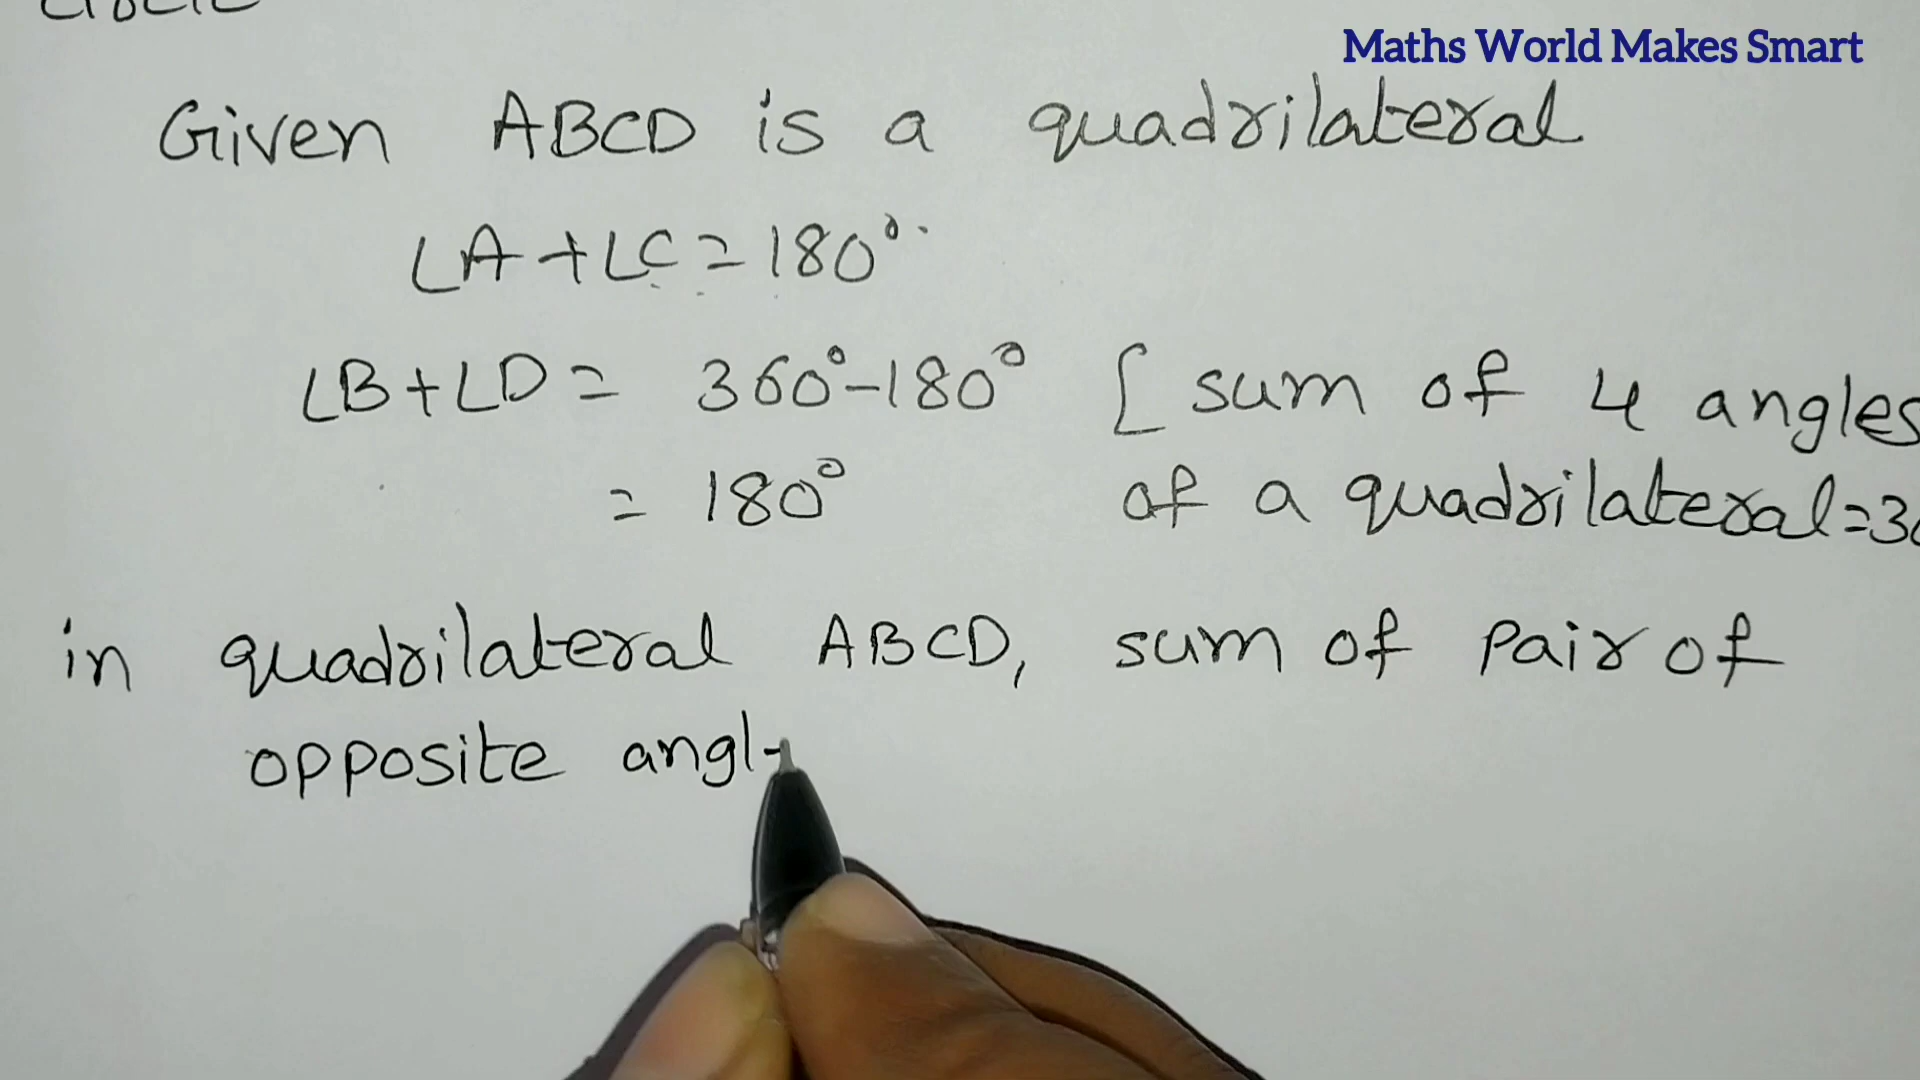 Maths World Makes Smart
Given ABCD is a quadrilateral
∠A+∠C=180°.
∠B+∠D= 360°-180° [sum of 4 angles
= 180° of a quadrilateral=3
in quadrilateral ABCD, sum of pair of
opposite angl